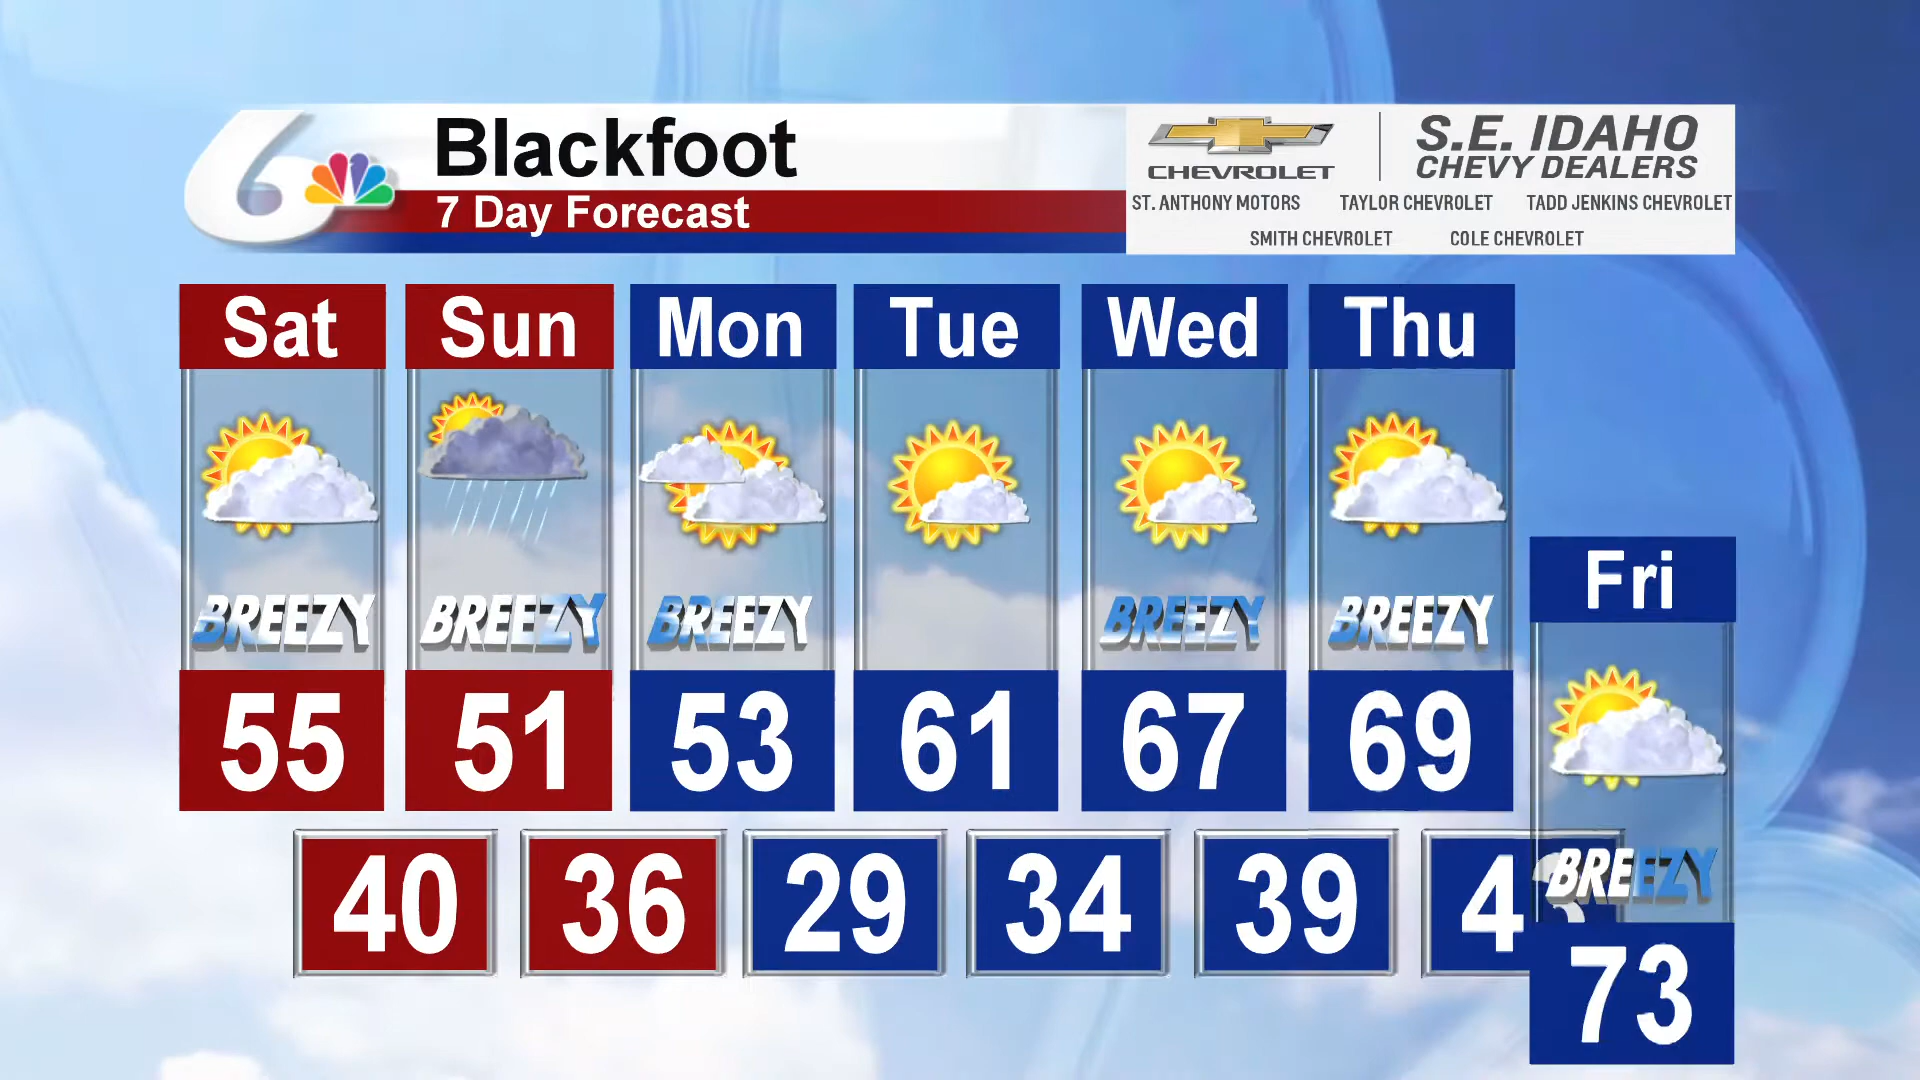 6
Blackfoot
7 Day Forecast
CHEVROLET
S.E. IDAHO
CHEVY DEALERS
ST. ANTHONY MOTORS TAYLOR CHEVROLET TADD JENKINS CHEVROLET
SMITH CHEVROLET COLE CHEVROLET
Sat Sun Mon Tue Wed Thu
BREEZY BREEZY BREEZY BREEZY BREEZY
55 51 53 61 67 69
Fri
BREEZY
73
40 36 29 34 39